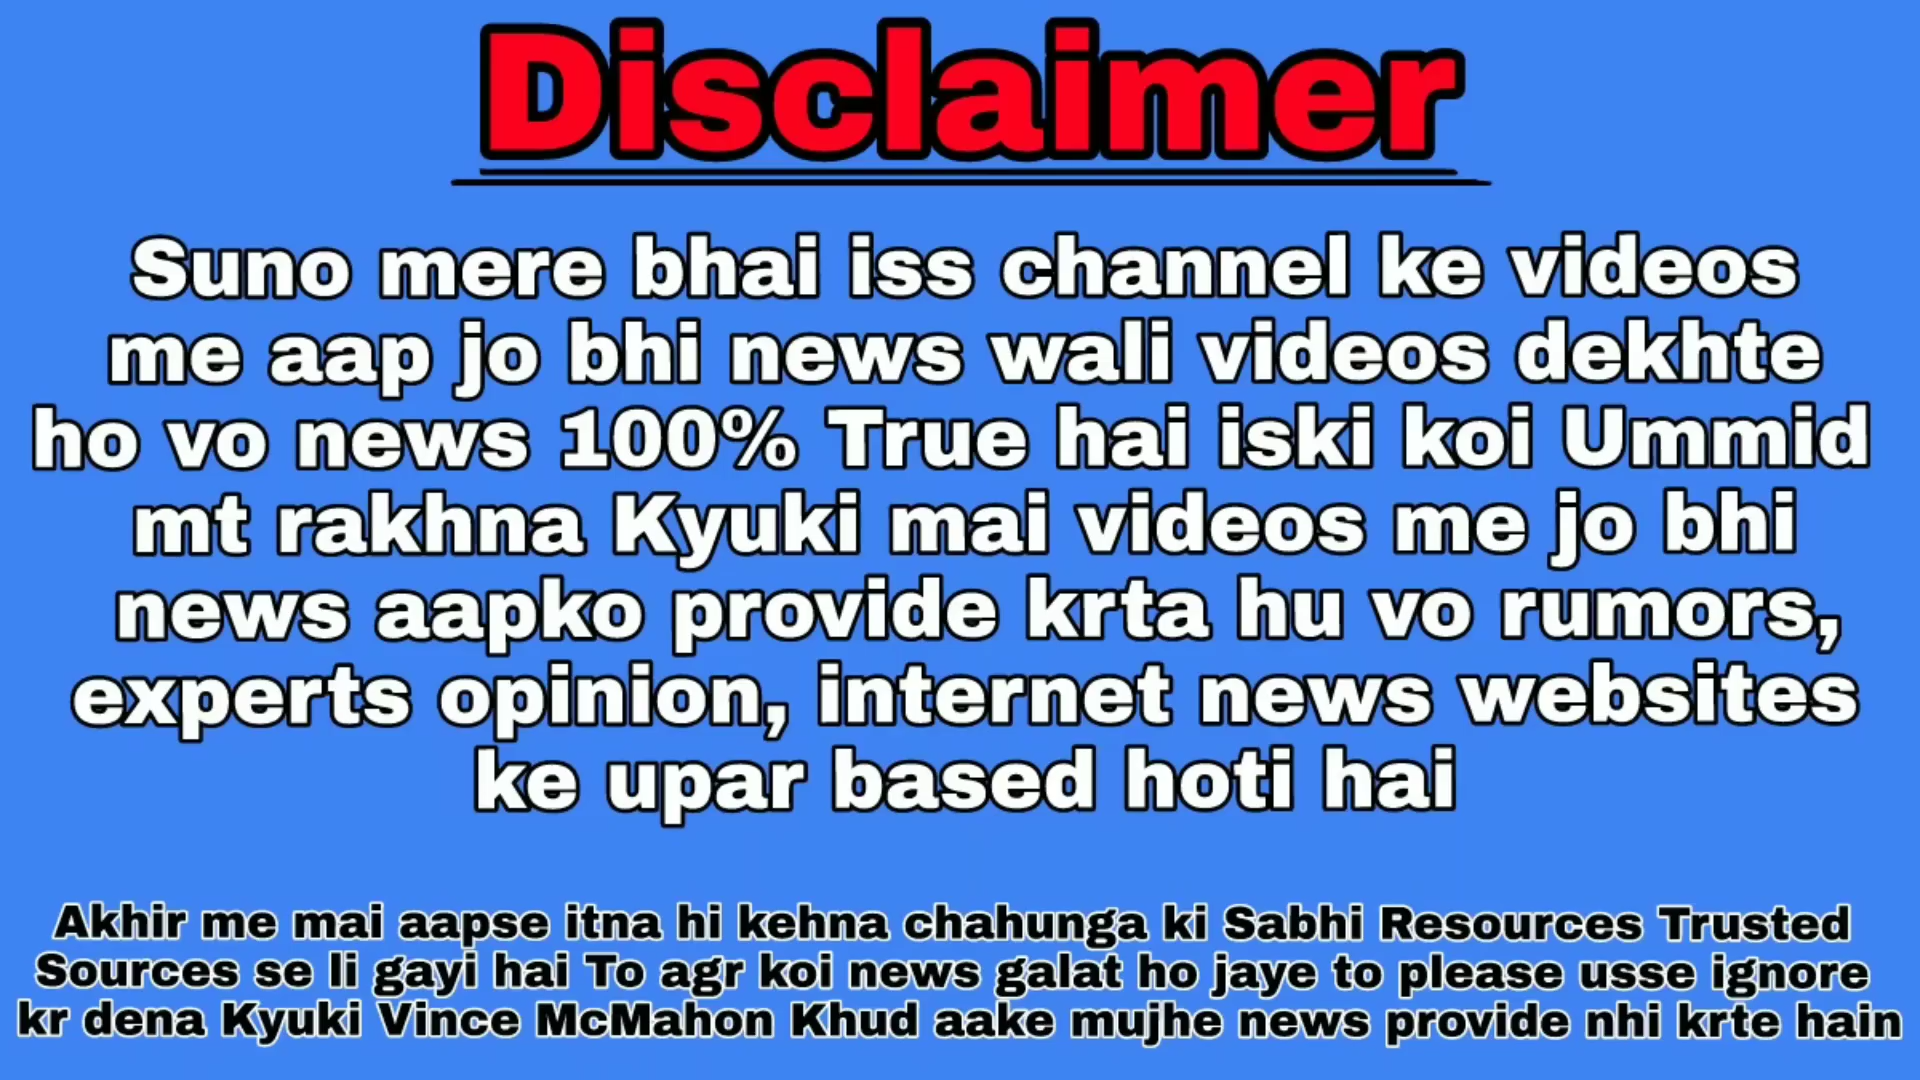 Disclaimer
Suno mere bhai iss channel ke videos
me aap jo bhi news wali videos dekhte
ho vo news 100% True hai iski koi Ummid
mt rakhna Kyuki mai videos me jo bhi
news aapko provide krta hu vo rumors,
experts opinion, internet news websites
ke upar based hoti hai
Akhir me mai aapse itna hi kehna chahunga ki Sabhi Resources Trusted
Sources se li gayi hai To agr koi news galat ho jaye to please usse ignore
kr dena Kyuki Vince McMahon Khud aake mujhe news provide nhi krte hain